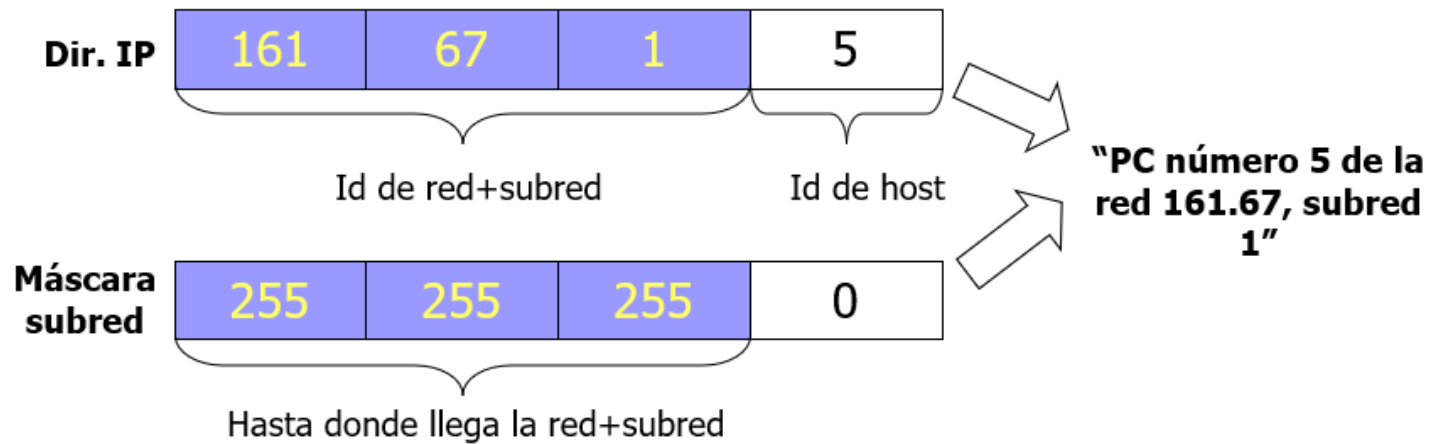 Dir. IP 161 67 1 5
Id de red+subred Id de host
“PC número 5 de la
red 161.67, subred
1”
Máscara
subred
255 255 255 0
Hasta donde llega la red+subred